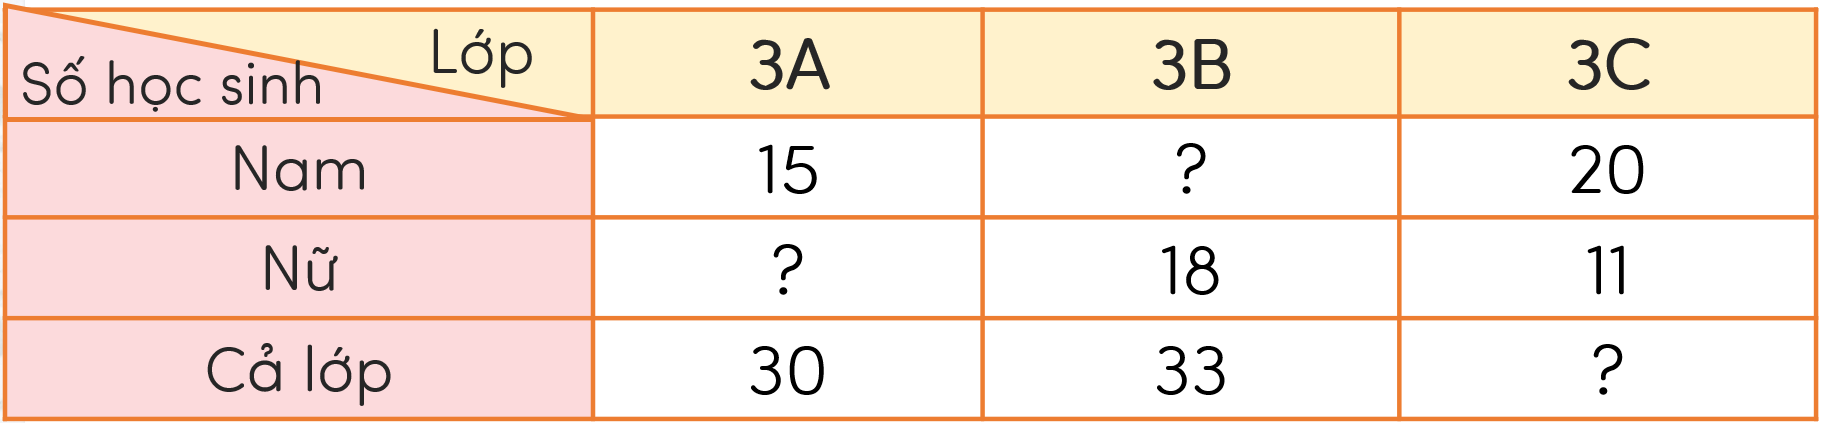 Lớp 3A 3B 3C
Số học sinh
Nam 15 ? 20
Nữ ? 18 11
Cả lớp 30 33 ?